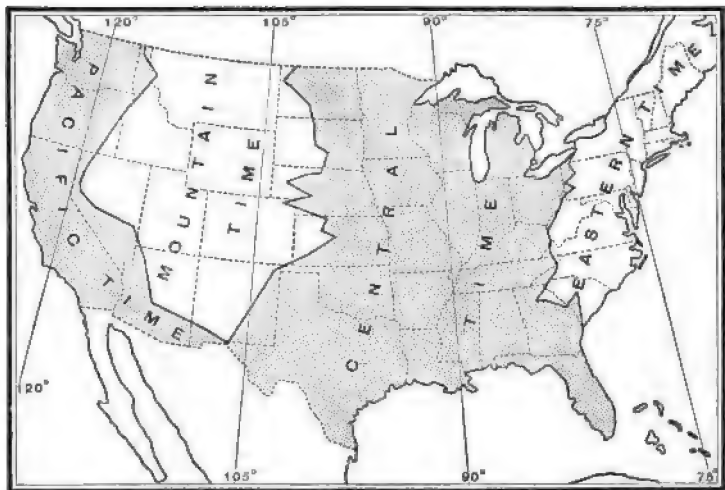 120° 105° 90° 75°
PACIFIC TIME
MOUNTAIN TIME
CENTRAL TIME
EASTERN TIME
120° 105° 90° 75°